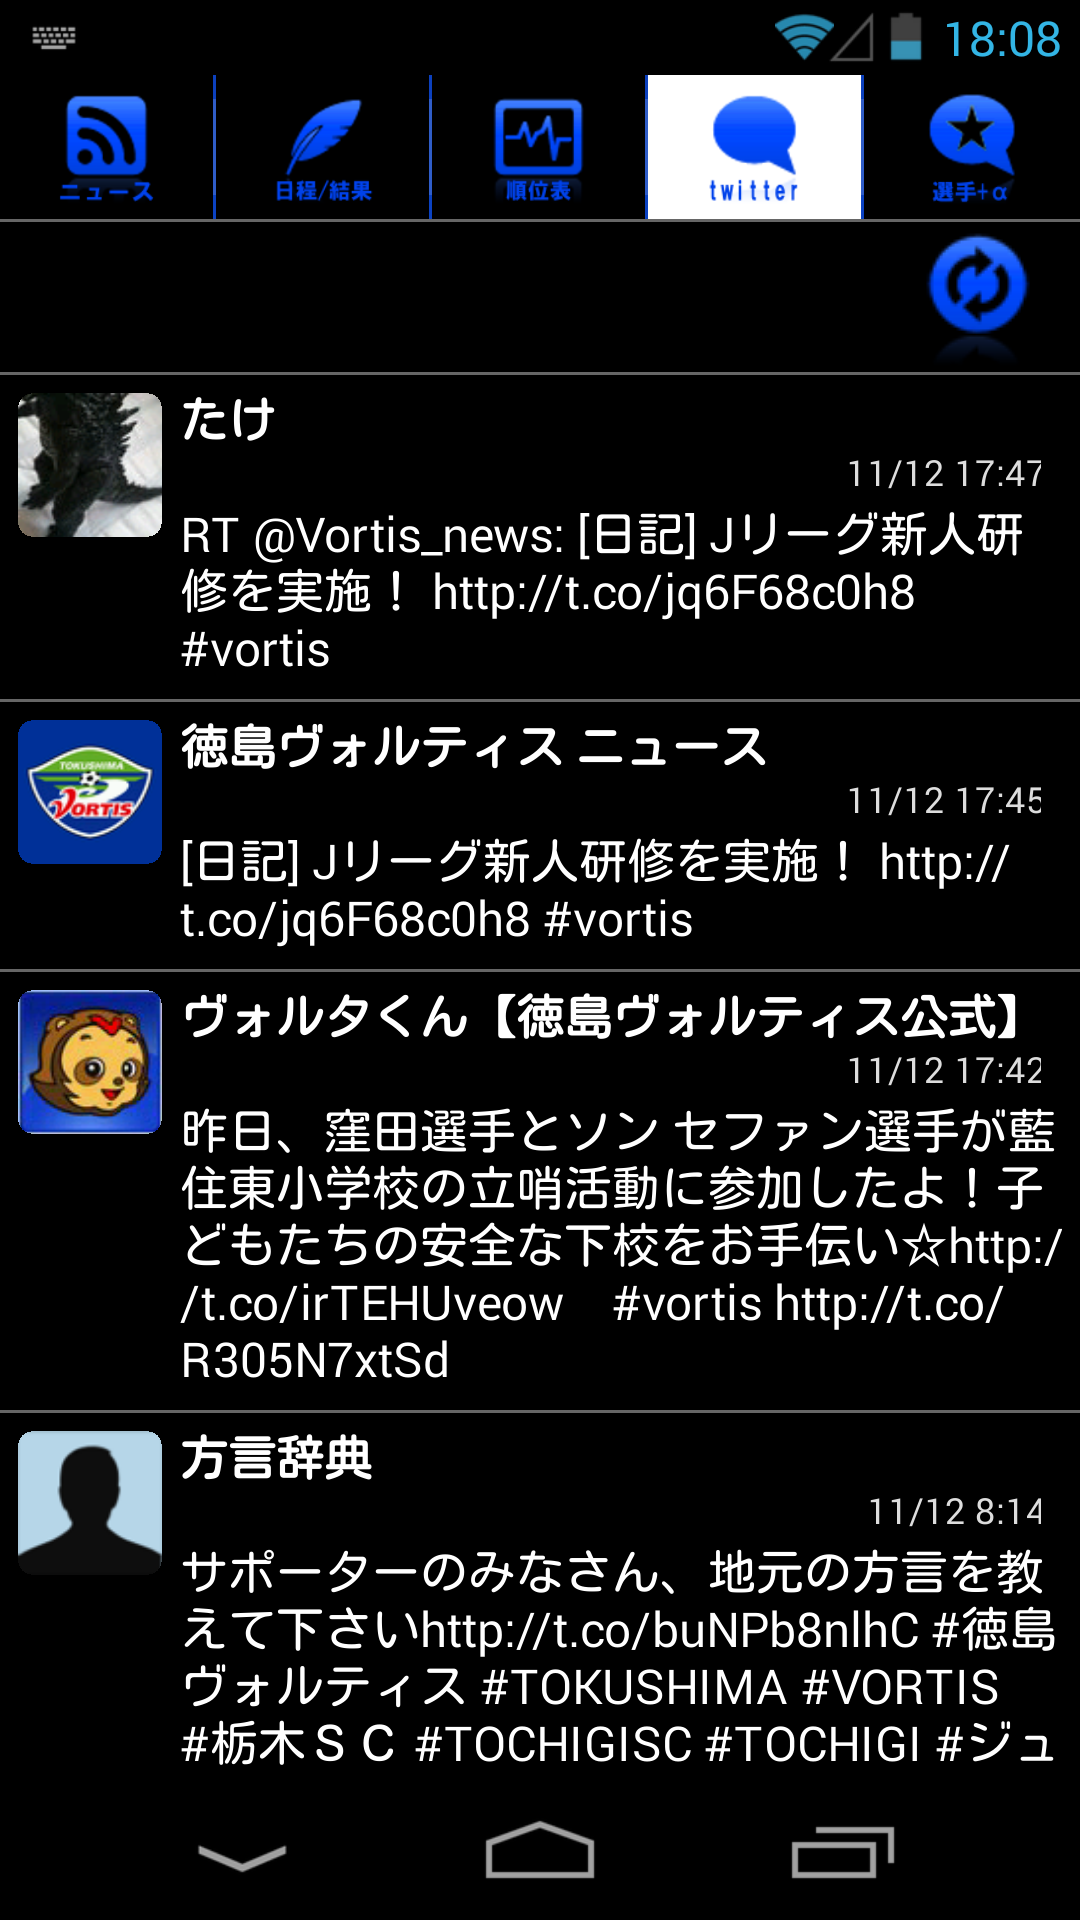 18:08
ニュース 日程/結果 順位表 twitter 選手+α
たけ
11/12 17:47
RT @Vortis_news: [日記] Jリーグ新人研
修を実施！ http://t.co/jq6F68c0h8
#vortis
徳島ヴォルティス ニュース
TOKUSHIMA
VORTIS
11/12 17:45
[日記] Jリーグ新人研修を実施！ http://
t.co/jq6F68c0h8 #vortis
ヴォルタくん【徳島ヴォルティス公式】
11/12 17:42
昨日、窪田選手とソン セファン選手が藍
住東小学校の立哨活動に参加したよ！子
どもたちの安全な下校をお手伝い☆http:/
/t.co/irTEHUveow　#vortis http://t.co/
R305N7xtSd
方言辞典
11/12 8:14
サポーターのみなさん、地元の方言を教
えて下さいhttp://t.co/buNPb8nlhC #徳島
ヴォルティス #TOKUSHIMA #VORTIS
#栃木ＳＣ #TOCHIGISC #TOCHIGI #ジュ